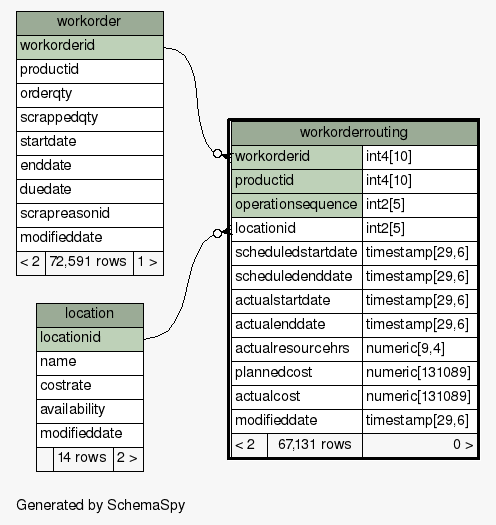 workorder
workorderid
productid
orderqty
scrappedqty
startdate
enddate
duedate
scrapreasonid
modifieddate
< 2 72,591 rows 1 >
location
locationid
name
costrate
availability
modifieddate
14 rows 2 >
workorderrouting
workorderid int4[10]
productid int4[10]
operationsequence int2[5]
locationid int2[5]
scheduledstartdate timestamp[29,6]
scheduledenddate timestamp[29,6]
actualstartdate timestamp[29,6]
actualenddate timestamp[29,6]
actualresourcehrs numeric[9,4]
plannedcost numeric[131089]
actualcost numeric[131089]
modifieddate timestamp[29,6]
< 2 67,131 rows 0 >
Generated by SchemaSpy